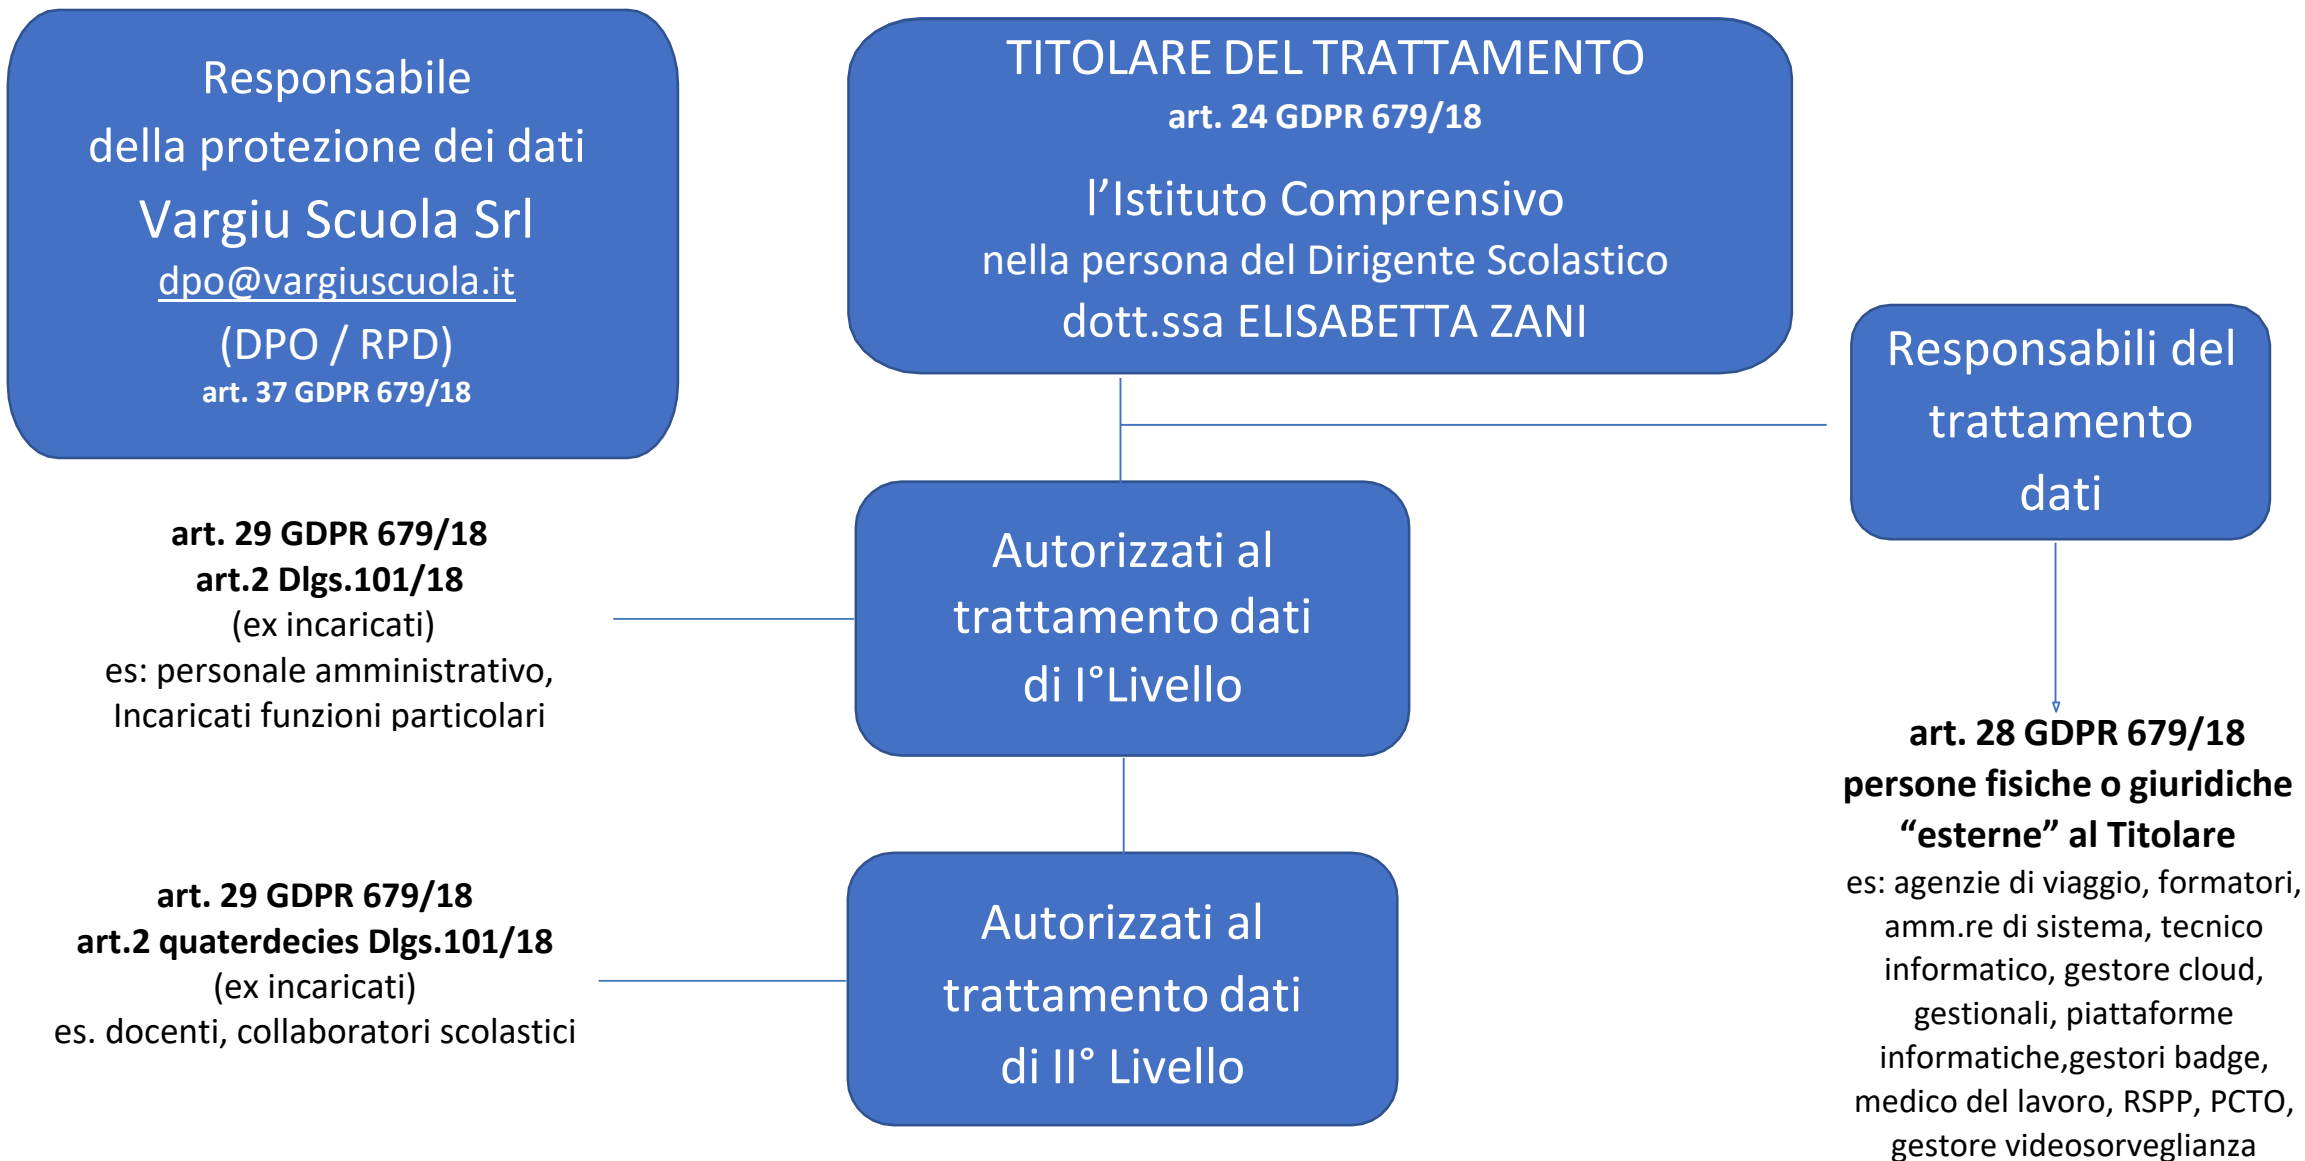 Responsabile
della protezione dei dati
Vargiu Scuola Srl
dpo@vargiuscuola.it
(DPO / RPD)
art. 37 GDPR 679/18
TITOLARE DEL TRATTAMENTO
art. 24 GDPR 679/18
l’Istituto Comprensivo
nella persona del Dirigente Scolastico
dott.ssa ELISABETTA ZANI
Responsabili del
trattamento
dati
art. 29 GDPR 679/18
art.2 Dlgs.101/18
(ex incaricati)
es: personale amministrativo,
Incaricati funzioni particolari
Autorizzati al
trattamento dati
di I°Livello
art. 28 GDPR 679/18
persone fisiche o giuridiche
“esterne” al Titolare
es: agenzie di viaggio, formatori,
amm.re di sistema, tecnico
informatico, gestore cloud,
gestionali, piattaforme
informatiche,gestori badge,
medico del lavoro, RSPP, PCTO,
gestore videosorveglianza
art. 29 GDPR 679/18
art.2 quaterdecies Dlgs.101/18
(ex incaricati)
es. docenti, collaboratori scolastici
Autorizzati al
trattamento dati
di II° Livello